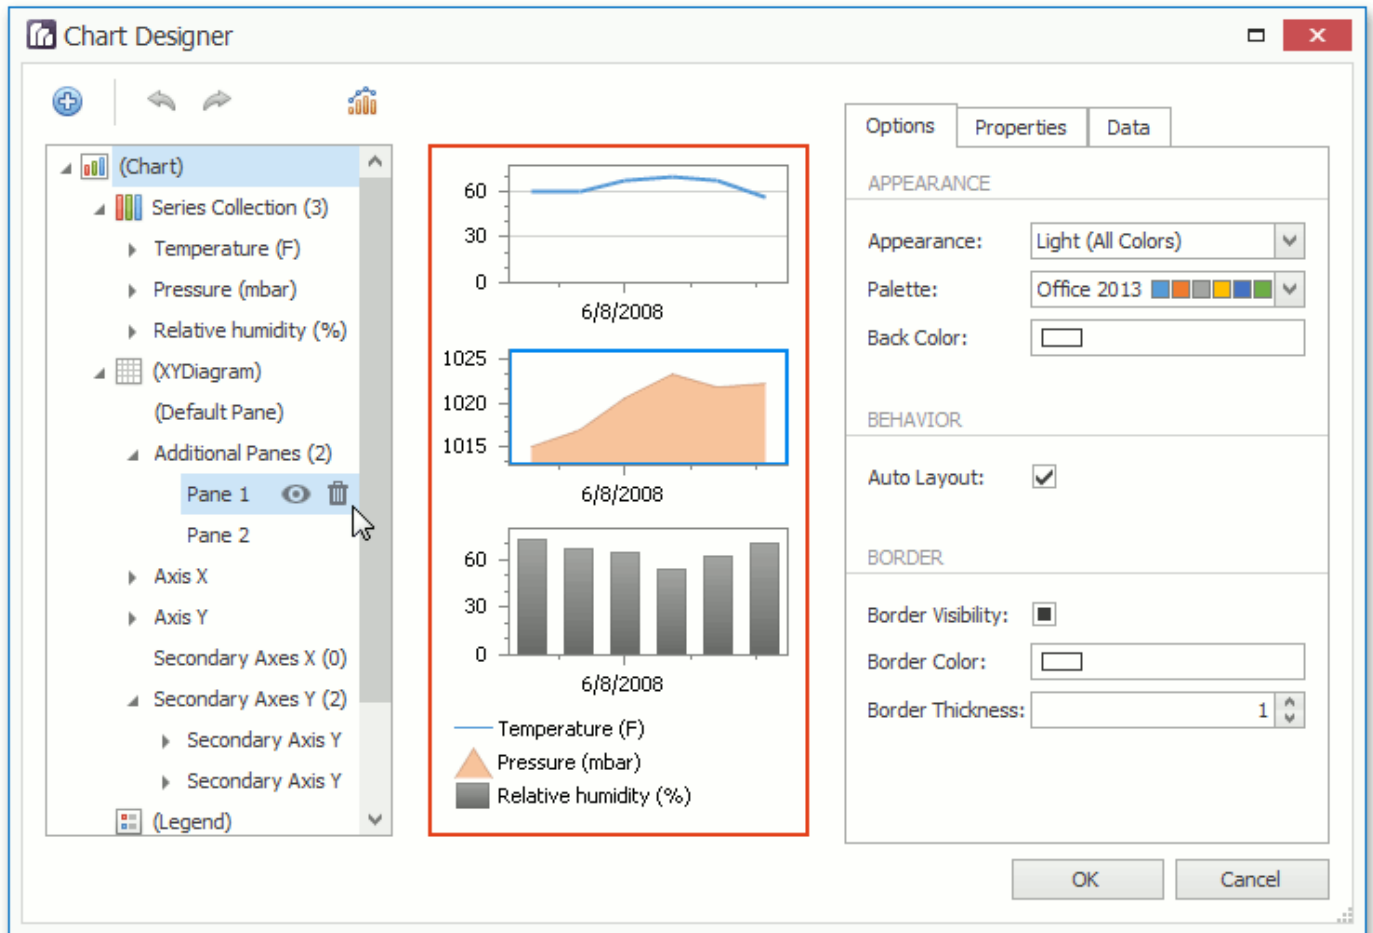 Chart Designer
(Chart)
Series Collection (3)
Temperature (F)
Pressure (mbar)
Relative humidity (%)
(XYDiagram)
(Default Pane)
Additional Panes (2)
Pane 1
Pane 2
Axis X
Axis Y
Secondary Axes X (0)
Secondary Axes Y (2)
Secondary Axis Y
Secondary Axis Y
(Legend)
60
30
0
6/8/2008
1025
1020
1015
6/8/2008
60
30
0
6/8/2008
Temperature (F)
Pressure (mbar)
Relative humidity (%)
Options Properties Data
APPEARANCE
Appearance: Light (All Colors)
Palette: Office 2013
Back Color:
BEHAVIOR
Auto Layout:
BORDER
Border Visibility:
Border Color:
Border Thickness: 1
OK Cancel